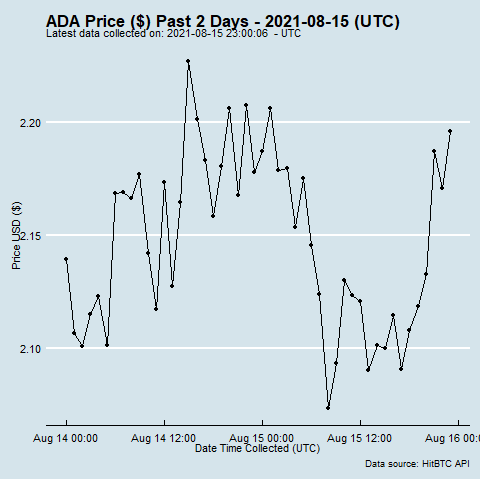 ADA Price ($) Past 2 Days - 2021-08-15 (UTC)
Latest data collected on: 2021-08-15 23:00:06 - UTC
Price USD ($)
2.20
2.15
2.10
Aug 14 00:00 Aug 14 12:00 Aug 15 00:00 Aug 15 12:00 Aug 16 00:0
Date Time Collected (UTC)
Data source: HitBTC API